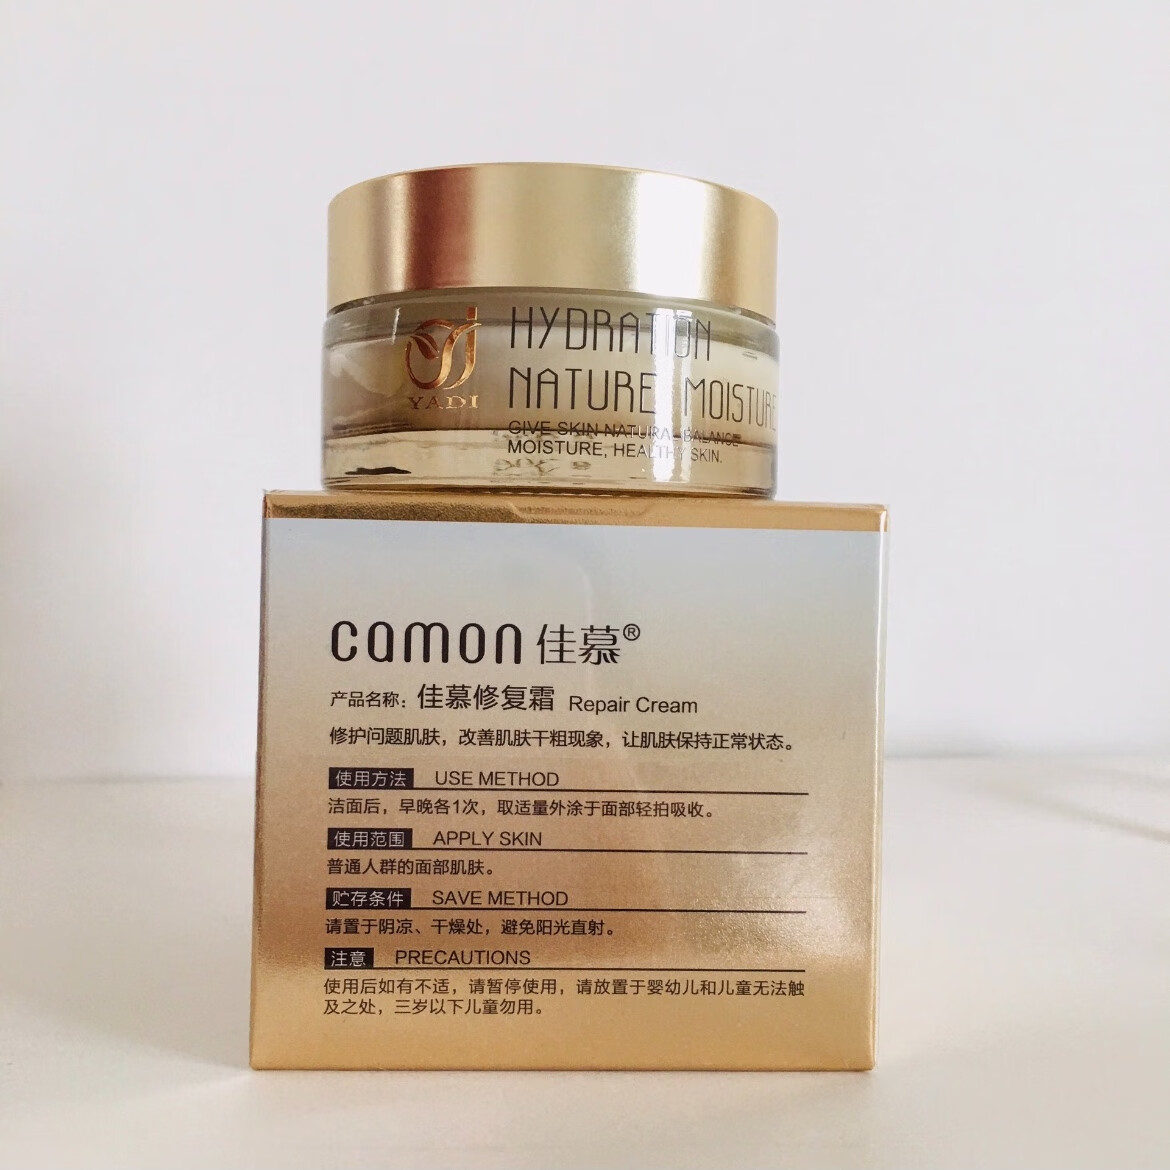 HYDRATION
NATURE MOISTURE
YADI
GIVE SKIN NATURAL BALANCE
MOISTURE, HEALTHY SKIN.
camon 佳慕®
产品名称：佳慕修复霜 Repair Cream
修护问题肌肤，改善肌肤干粗现象，让肌肤保持正常状态。
使用方法 USE METHOD
洁面后，早晚各1次，取适量外涂于面部轻拍吸收。
使用范围 APPLY SKIN
普通人群的面部肌肤。
贮存条件 SAVE METHOD
请置于阴凉、干燥处，避免阳光直射。
注意 PRECAUTIONS
使用后如有不适，请暂停使用，请放置于婴幼儿和儿童无法触
及之处，三岁以下儿童勿用。